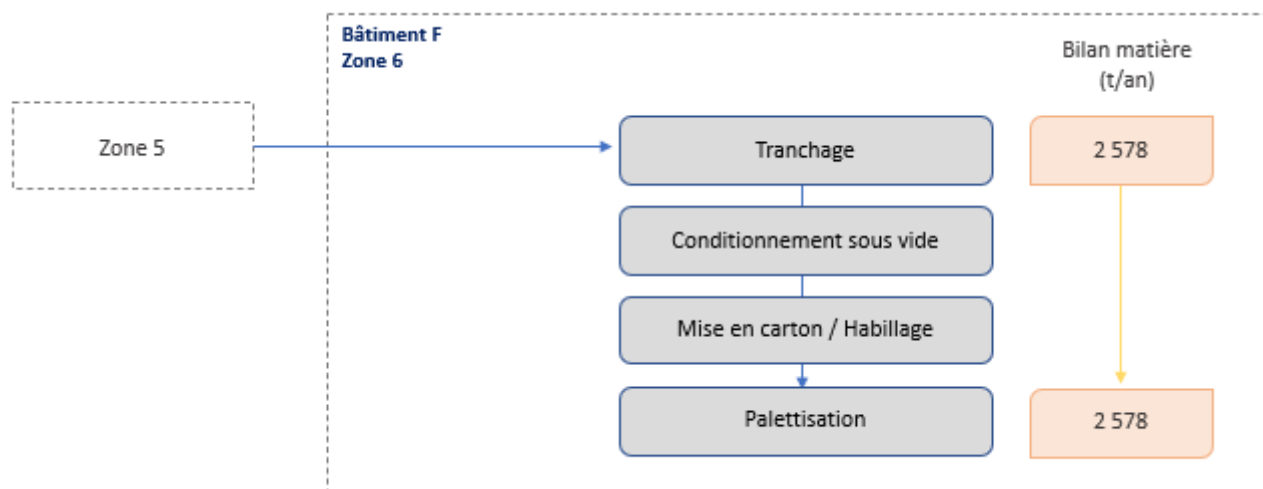 Bâtiment F
Zone 6
Bilan matière
(t/an)
Zone 5
Tranchage
2 578
Conditionnement sous vide
Mise en carton / Habillage
Palettisation
2 578